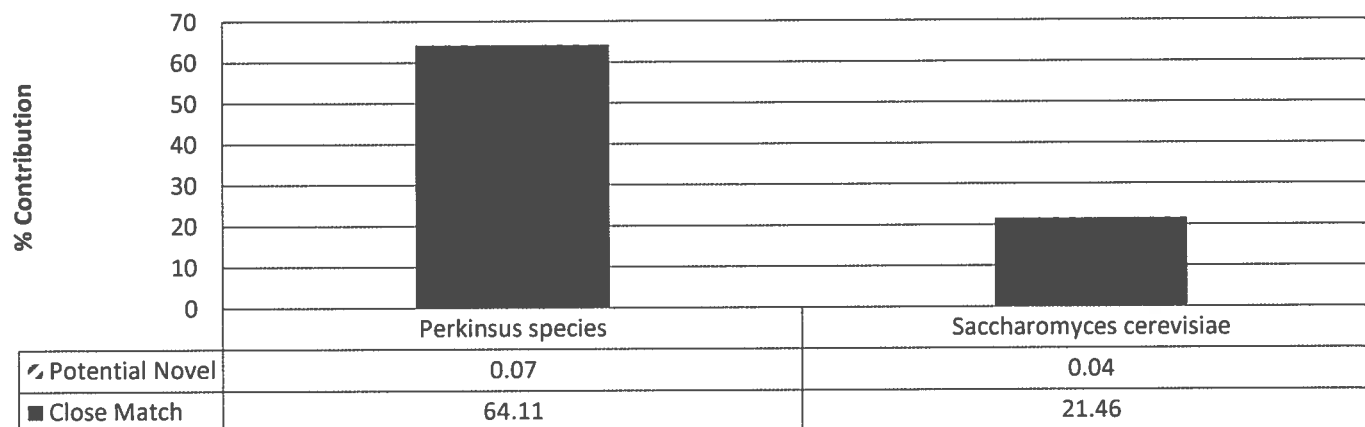 % Contribution
70
60
50
40
30
20
10
0
Perkinsus species Saccharomyces cerevisiae
Potential Novel 0.07 0.04
Close Match 64.11 21.46